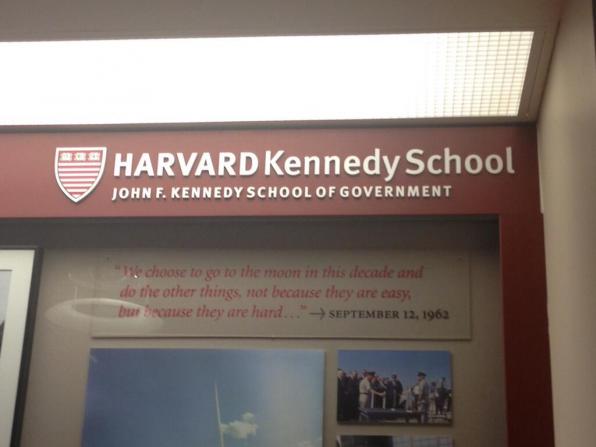 HARVARD Kennedy School
JOHN F. KENNEDY SCHOOL OF GOVERNMENT
"We choose to go to the moon in this decade and
do the other things, not because they are easy,
but because they are hard…" → SEPTEMBER 12, 1962